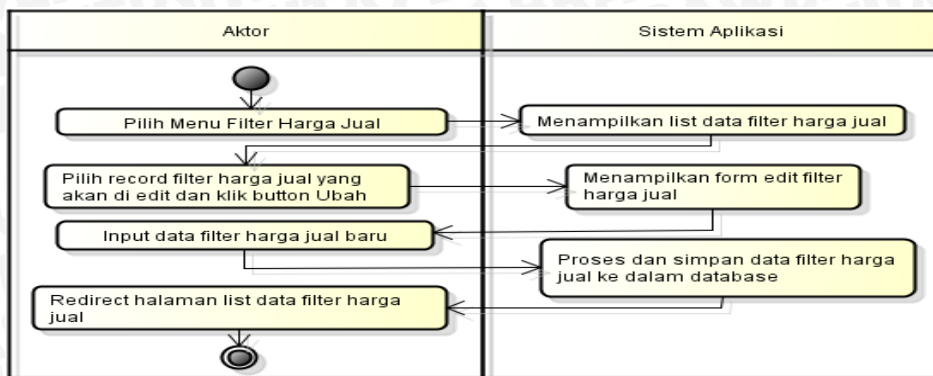 Aktor
Sistem Aplikasi
Pilih Menu Filter Harga Jual
Menampilkan list data filter harga jual
Pilih record filter harga jual yang
akan di edit dan klik button Ubah
Menampilkan form edit filter
harga jual
Input data filter harga jual baru
Proses dan simpan data filter harga
jual ke dalam database
Redirect halaman list data filter harga
jual